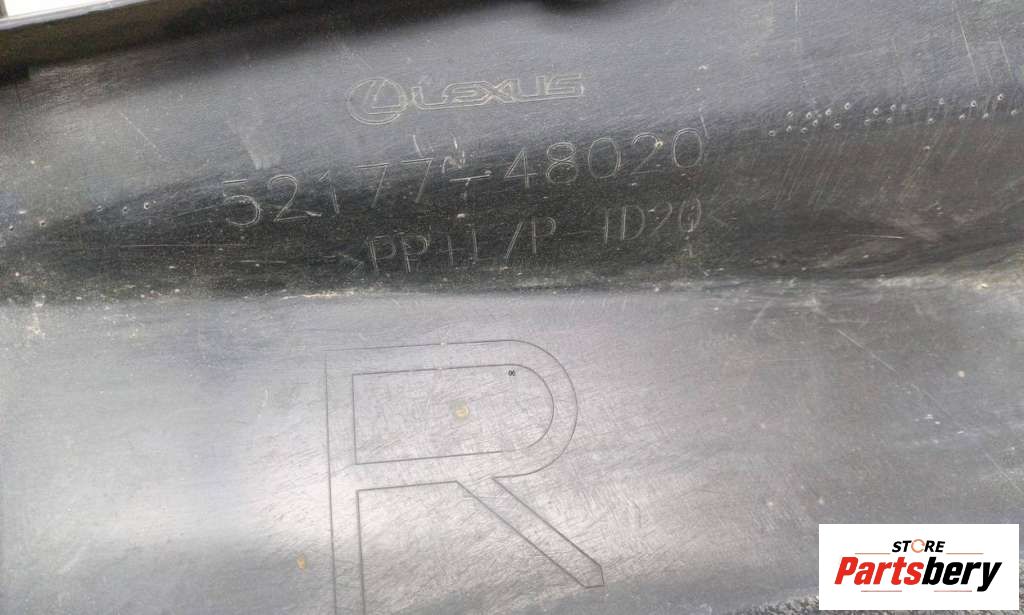 LEXUS
52177-48020
>PP+E/P-TD20<
R
STORE
Partsbery